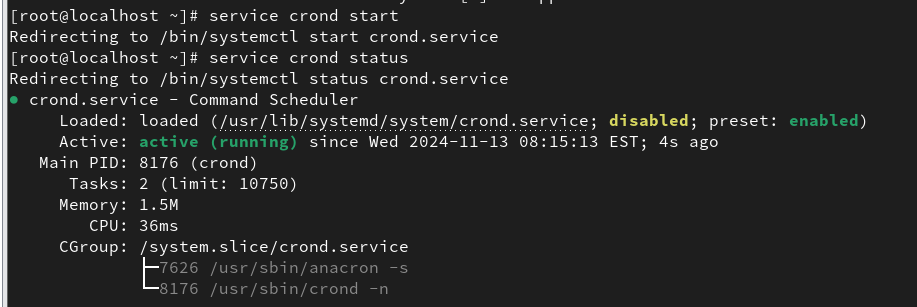 [root@localhost ~]# service crond start
Redirecting to /bin/systemctl start crond.service
[root@localhost ~]# service crond status
Redirecting to /bin/systemctl status crond.service
● crond.service - Command Scheduler
Loaded: loaded (/usr/lib/systemd/system/crond.service; disabled; preset: enabled)
Active: active (running) since Wed 2024-11-13 08:15:13 EST; 4s ago
Main PID: 8176 (crond)
Tasks: 2 (limit: 10750)
Memory: 1.5M
CPU: 36ms
CGroup: /system.slice/crond.service
├─7626 /usr/sbin/anacron -s
└─8176 /usr/sbin/crond -n